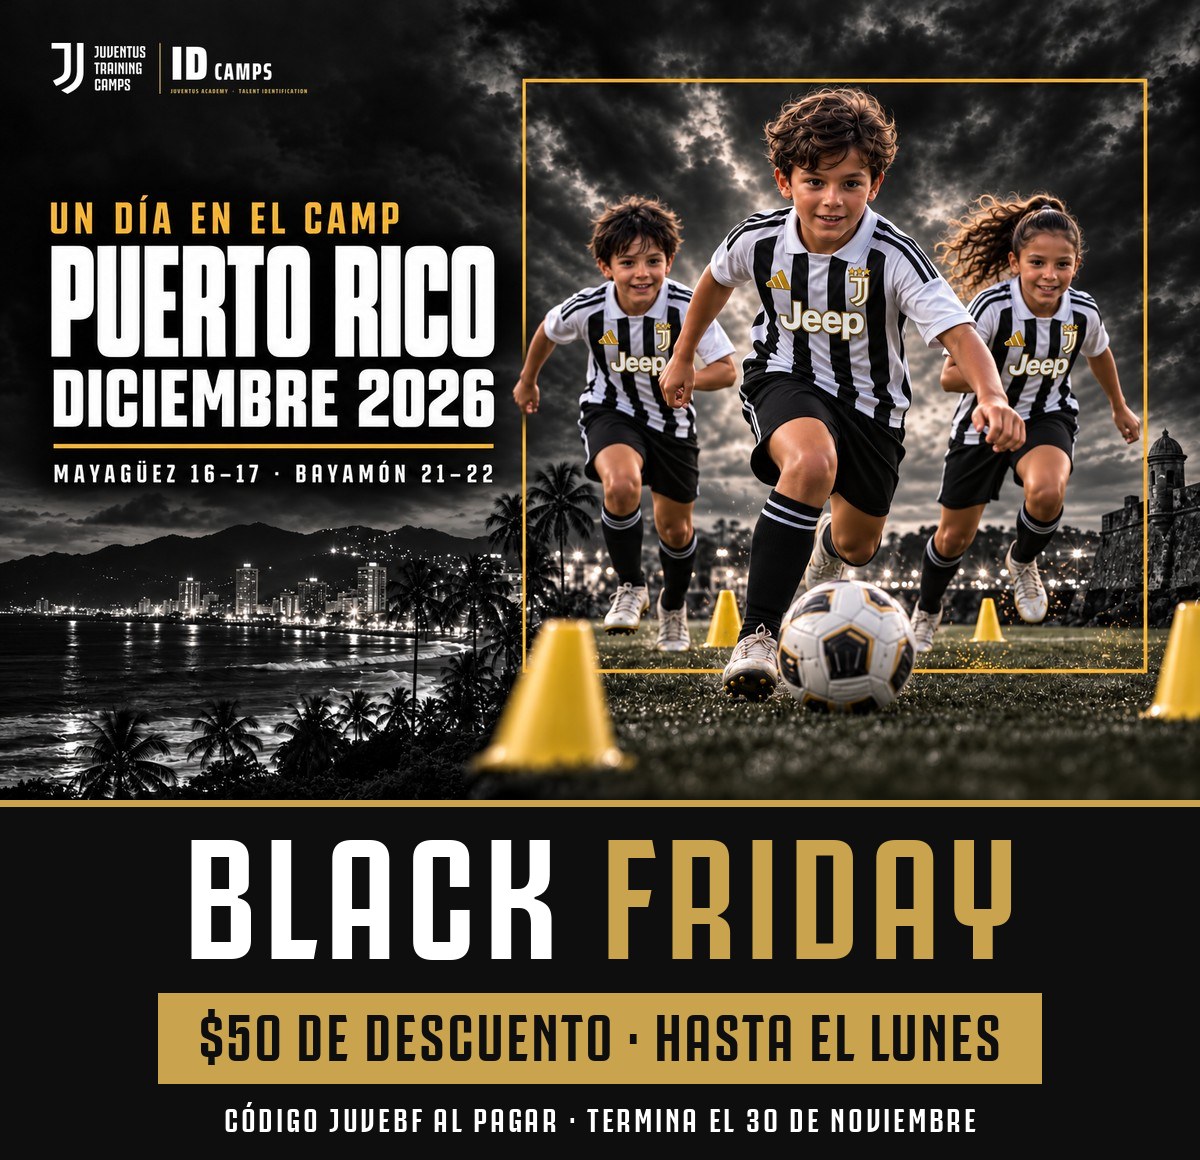 JUVENTUS
TRAINING
CAMPS
ID CAMPS
JUVENTUS ACADEMY · TALENT IDENTIFICATION
UN DÍA EN EL CAMP
PUERTO RICO
DICIEMBRE 2026
MAYAGÜEZ 16–17 · BAYAMÓN 21–22
Jeep
Jeep
Jeep
BLACK FRIDAY
$50 DE DESCUENTO · HASTA EL LUNES
CÓDIGO JUVEBF AL PAGAR · TERMINA EL 30 DE NOVIEMBRE